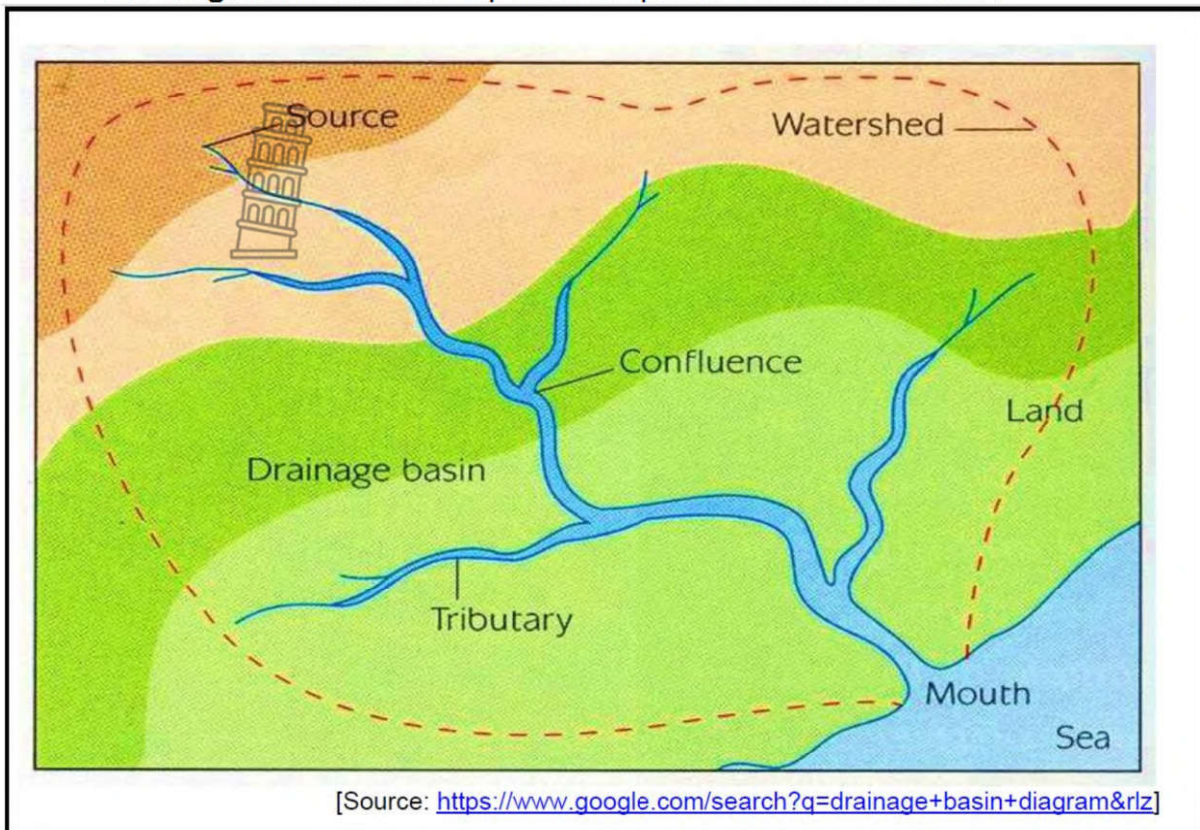 Source
Watershed
Confluence
Land
Drainage basin
Tributary
Mouth
Sea
[Source: https://www.google.com/search?q=drainage+basin+diagram&rlz]